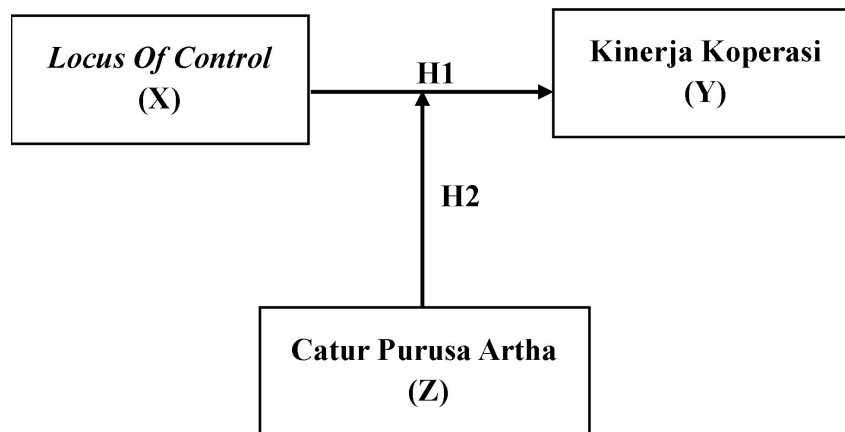 Locus Of Control
(X)
H1
Kinerja Koperasi
(Y)
H2
Catur Purusa Artha
(Z)